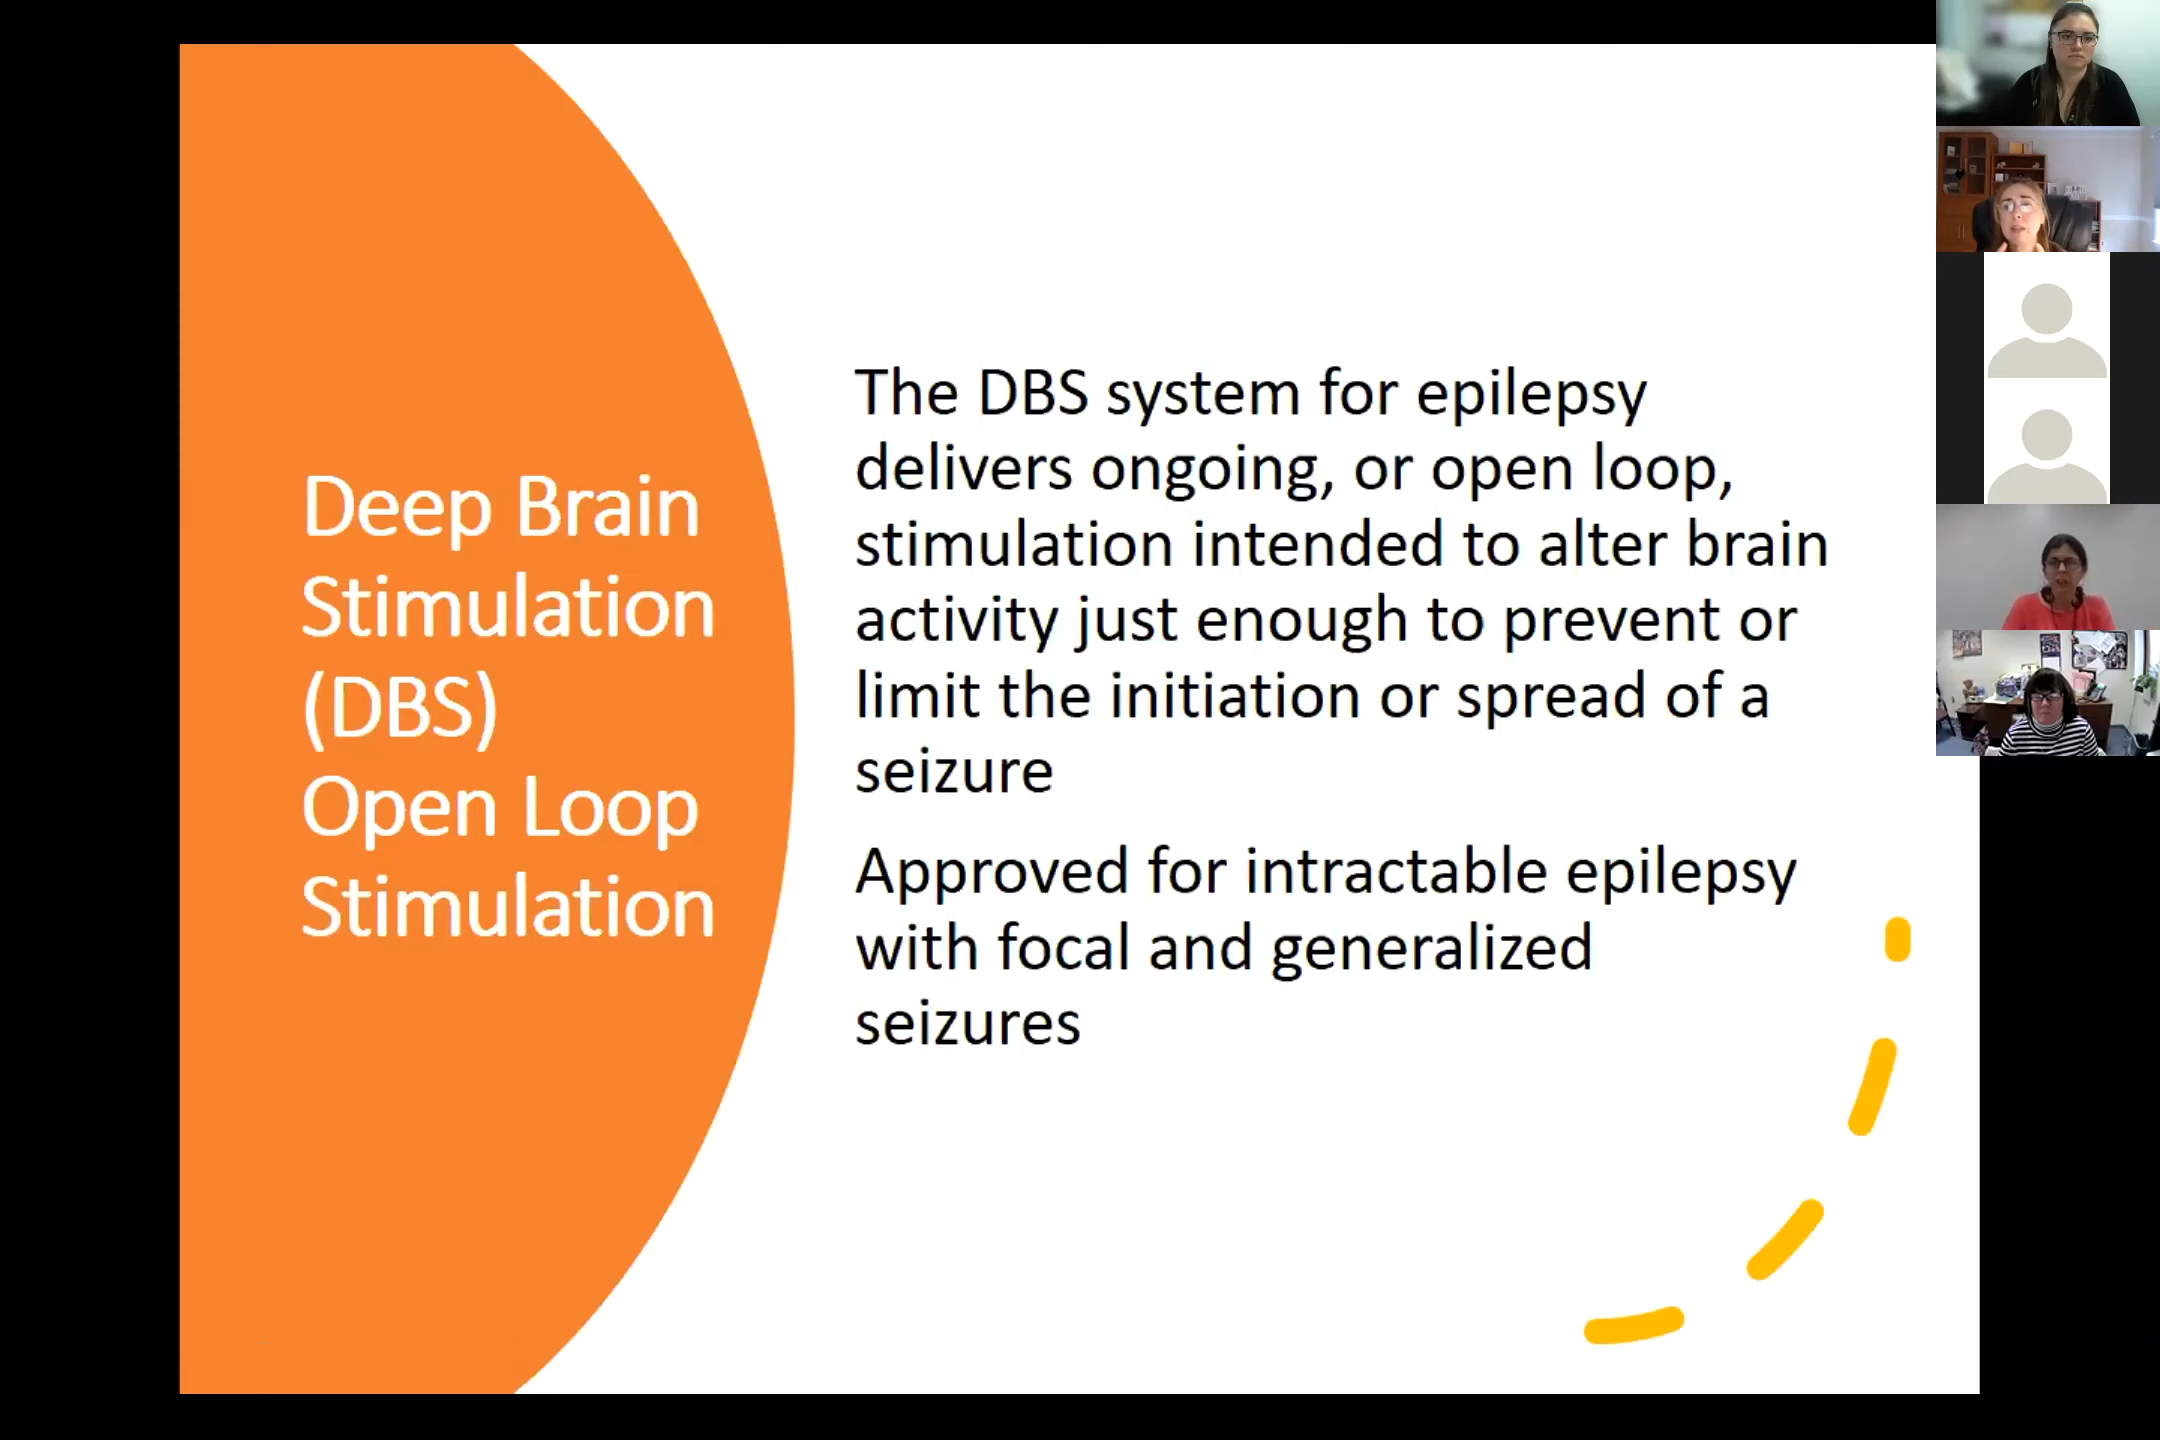 Deep Brain
Stimulation
(DBS)
Open Loop
Stimulation
The DBS system for epilepsy
delivers ongoing, or open loop,
stimulation intended to alter brain
activity just enough to prevent or
limit the initiation or spread of a
seizure
Approved for intractable epilepsy
with focal and generalized
seizures